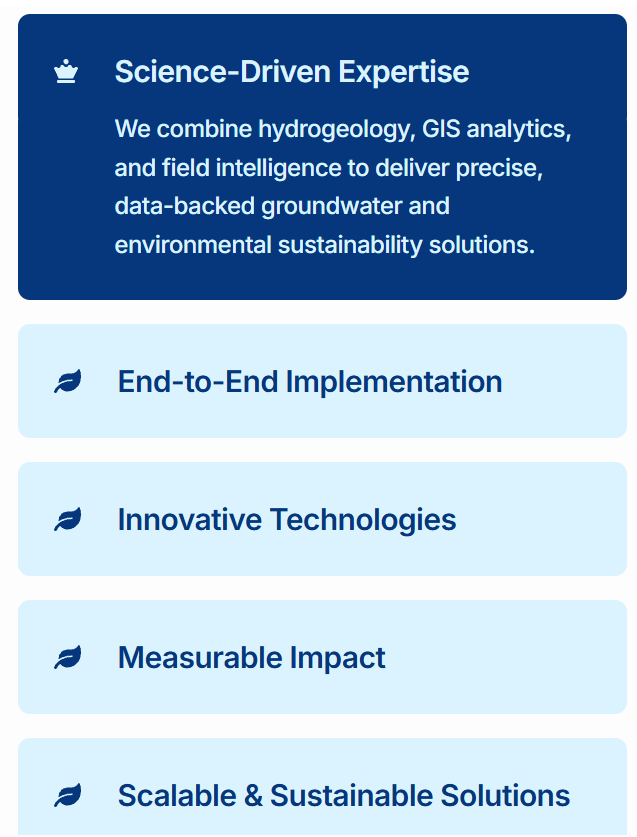 Science-Driven Expertise
We combine hydrogeology, GIS analytics,
and field intelligence to deliver precise,
data-backed groundwater and
environmental sustainability solutions.
End-to-End Implementation
Innovative Technologies
Measurable Impact
Scalable & Sustainable Solutions